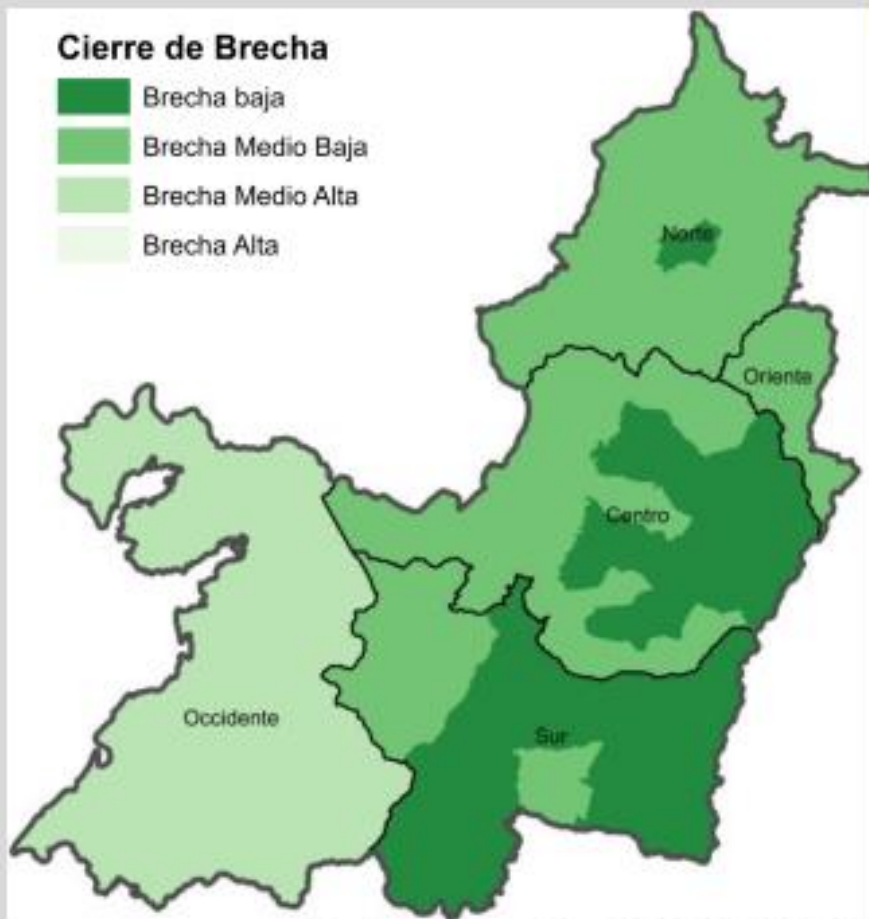 Cierre de Brecha
Brecha baja
Brecha Medio Baja
Brecha Medio Alta
Brecha Alta
Norte
Oriente
Centro
Occidente
Sur